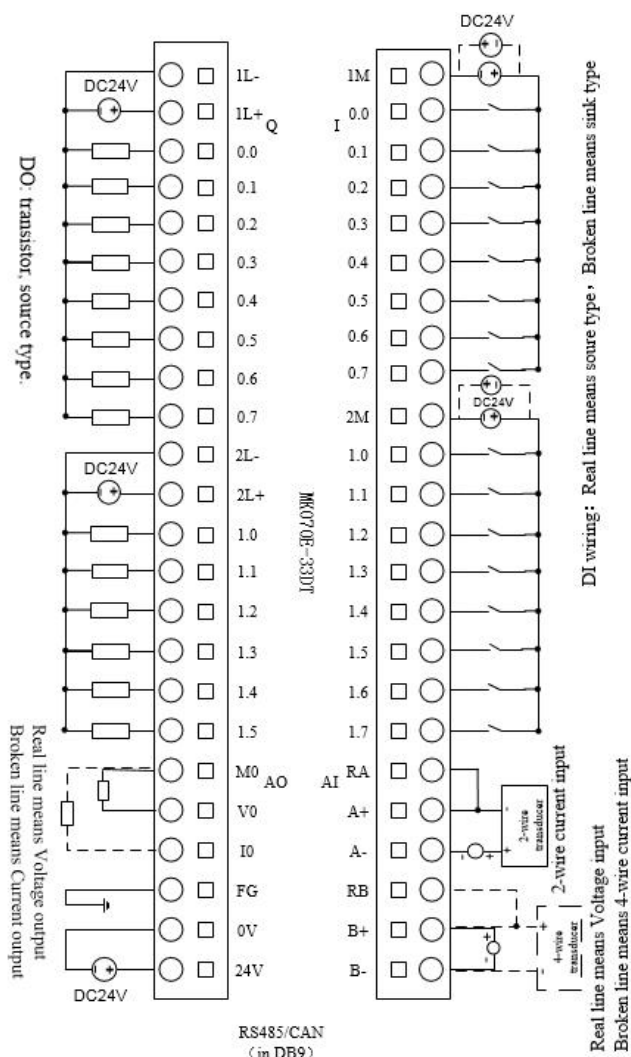 DC24V
1L-
DC24V
1L+
Q
0.0
0.1
0.2
0.3
0.4
0.5
0.6
0.7
2L-
DC24V
2L+
1.0
1.1
1.2
1.3
1.4
1.5
M0
AO
V0
I0
FG
0V
24V
DC24V
DO: transistor, source type.
Real line means Voltage output
Broken line means Current output
MK070E-33DT
1M
I
0.0
0.1
0.2
0.3
0.4
0.5
0.6
0.7
DC24V
2M
1.0
1.1
1.2
1.3
1.4
1.5
1.6
1.7
AI
RA
A+
A-
RB
B+
B-
2-wire
transducer
2-wire current input
4-wire
transducer
DI wiring: Real line means soure type, Broken line means sink type
Real line means Voltage input
Broken line means 4-wire current input
RS485/CAN
(in DB9)